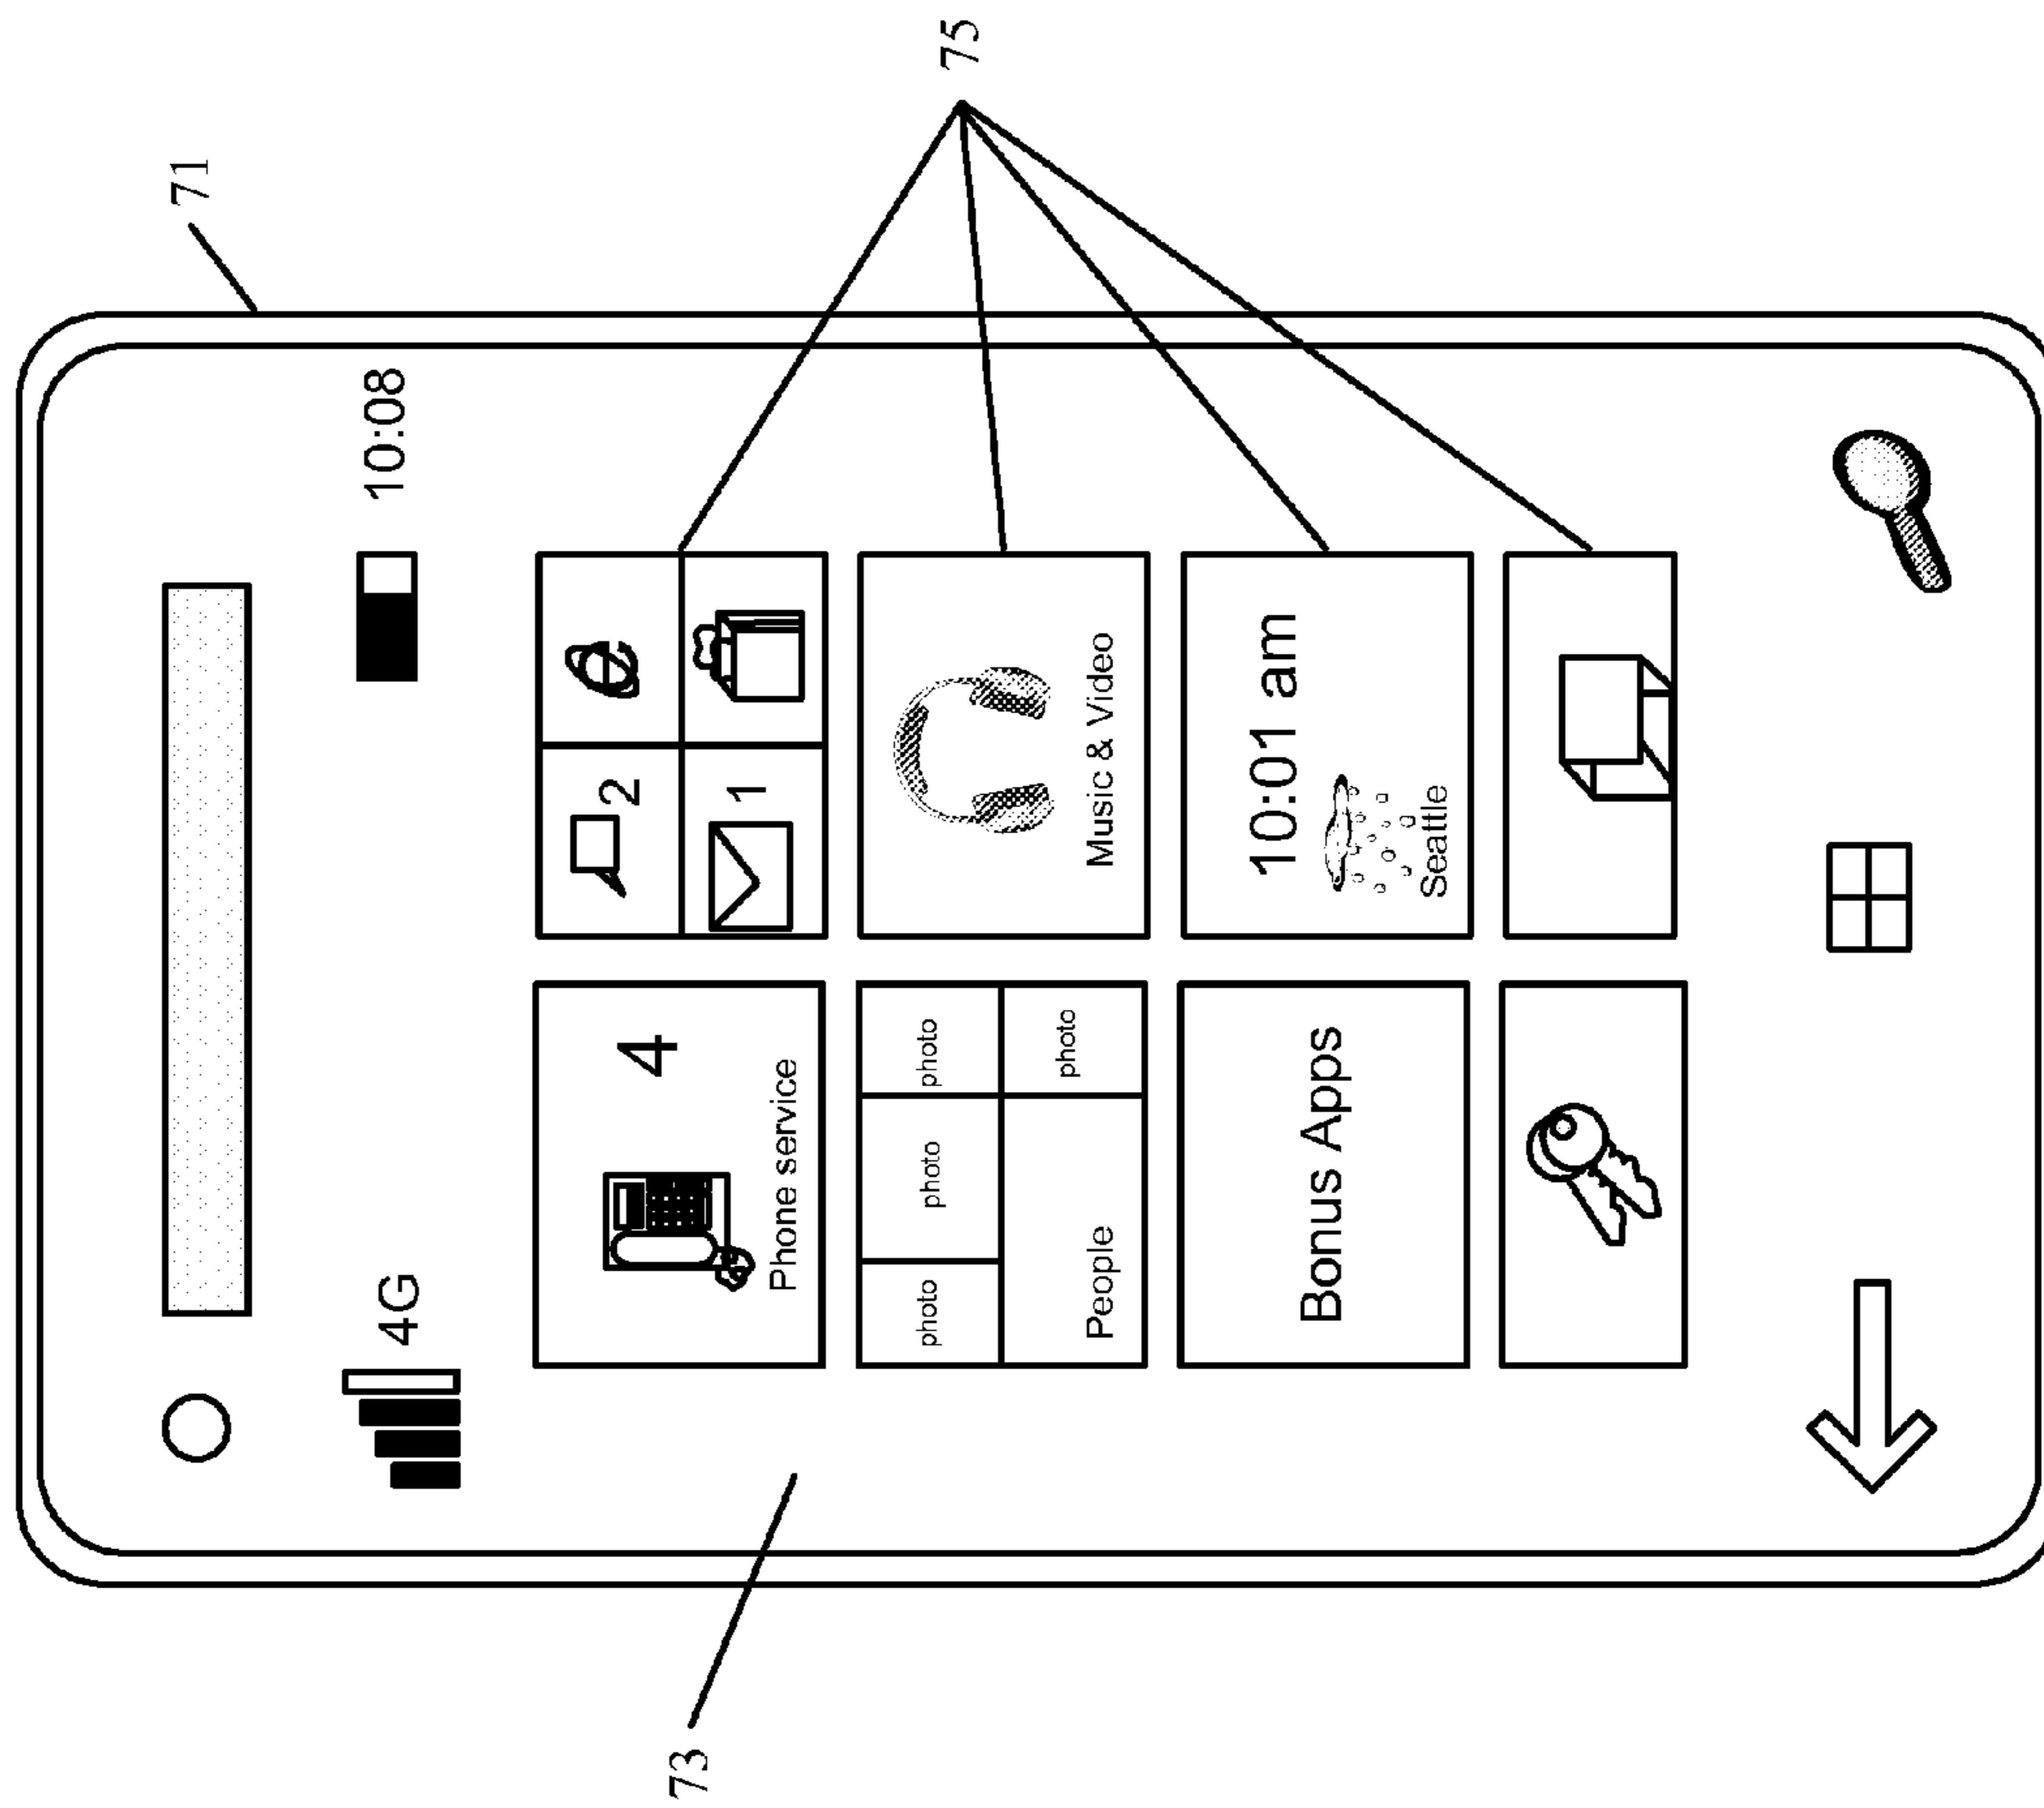 71
75
73
4G
10:08
4
Phone service
2
1
photo
photo
photo
photo
People
Music & Video
Bonus Apps
10:01 am
Seattle